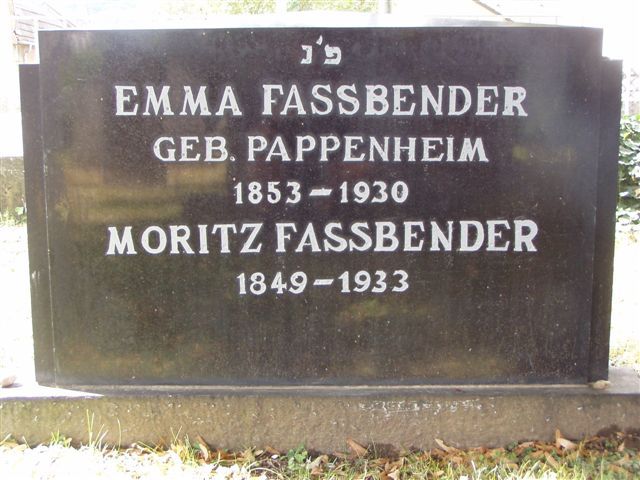 פ'נ
EMMA FASSBENDER
GEB. PAPPENHEIM
1853 – 1930
MORITZ FASSBENDER
1849 – 1933